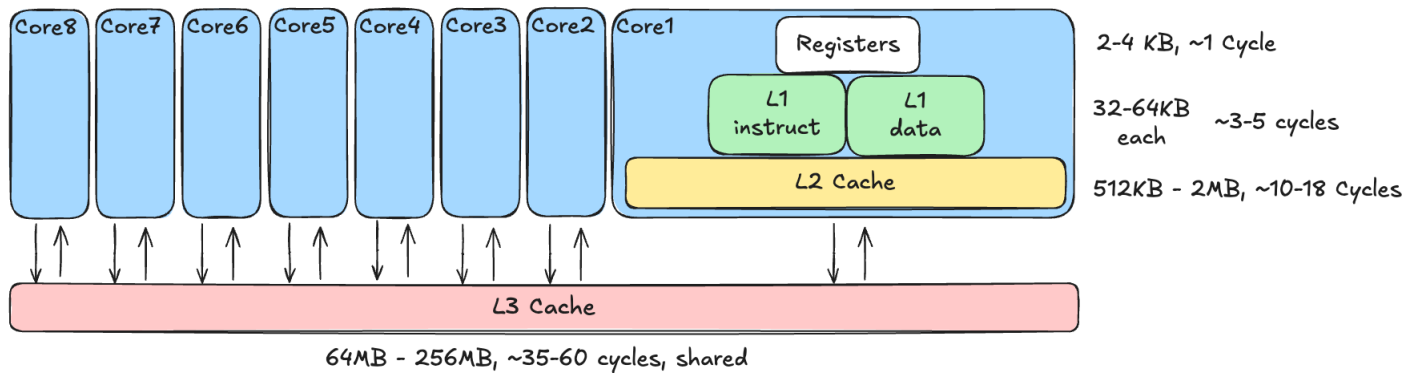 Core8
Core7
Core6
Core5
Core4
Core3
Core2
Core1
Registers
2-4 KB, ~1 Cycle
L1
instruct
L1
data
32-64KB
each
~3-5 cycles
L2 Cache
512KB - 2MB, ~10-18 Cycles
L3 Cache
64MB - 256MB, ~35-60 cycles, shared